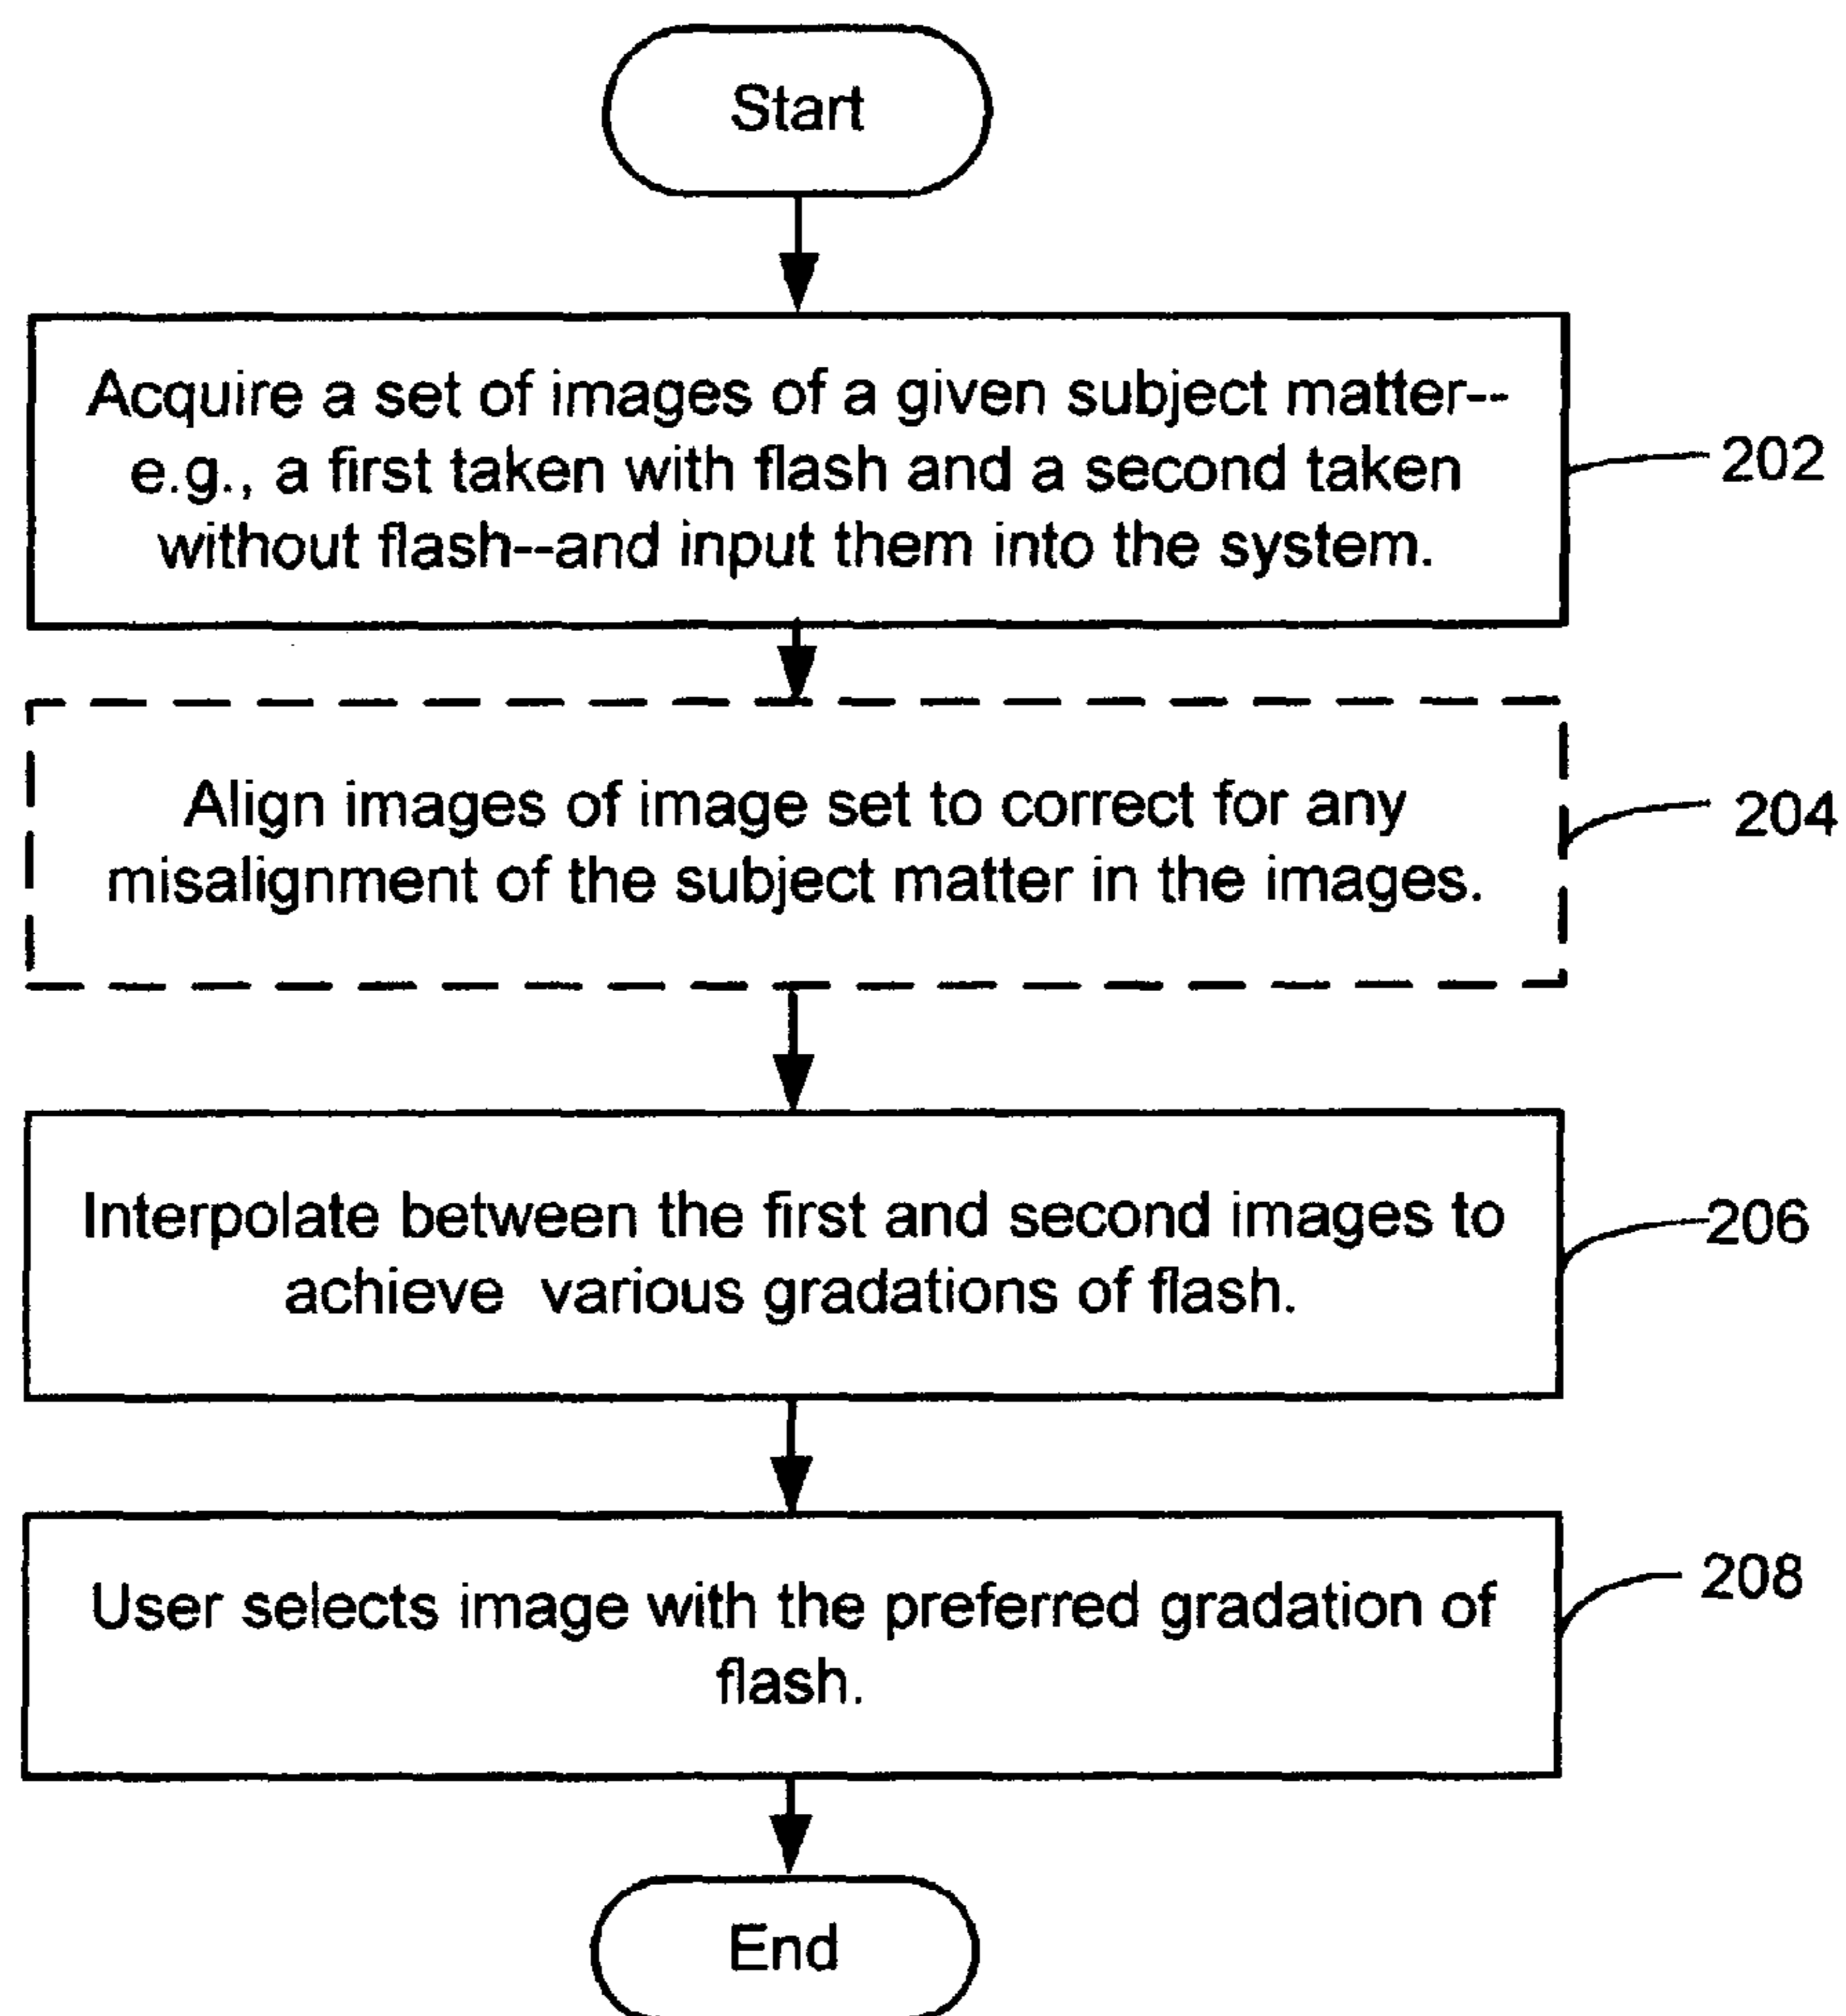 Start
Acquire a set of images of a given subject matter--
e.g., a first taken with flash and a second taken
without flash--and input them into the system.
202
Align images of image set to correct for any
misalignment of the subject matter in the images.
204
Interpolate between the first and second images to
achieve various gradations of flash.
206
User selects image with the preferred gradation of
flash.
208
End